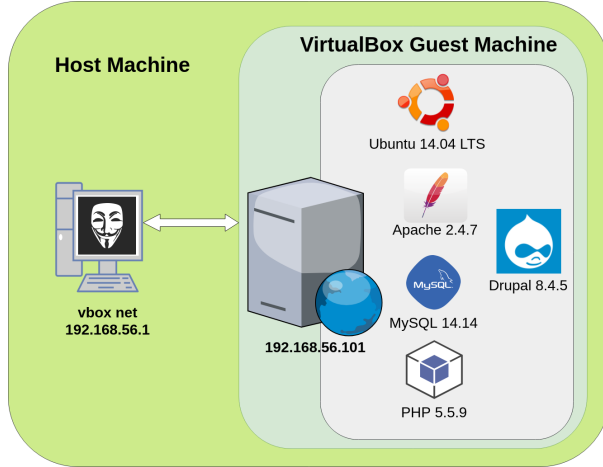 VirtualBox Guest Machine
Host Machine
Ubuntu 14.04 LTS
Apache 2.4.7
Drupal 8.4.5
MySQL
MySQL 14.14
vbox net
192.168.56.1
192.168.56.101
PHP 5.5.9